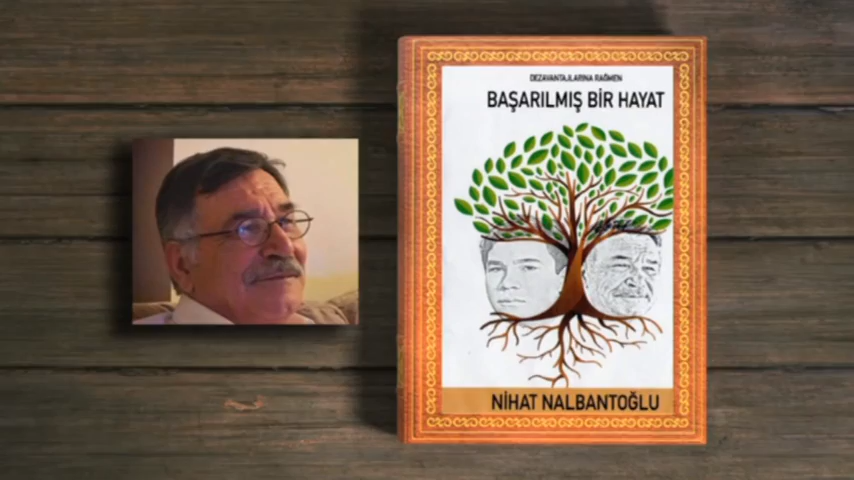 DEZAVANTAJLARINA RAĞMEN
BAŞARILMIŞ BİR HAYAT
NİHAT NALBANTOĞLU